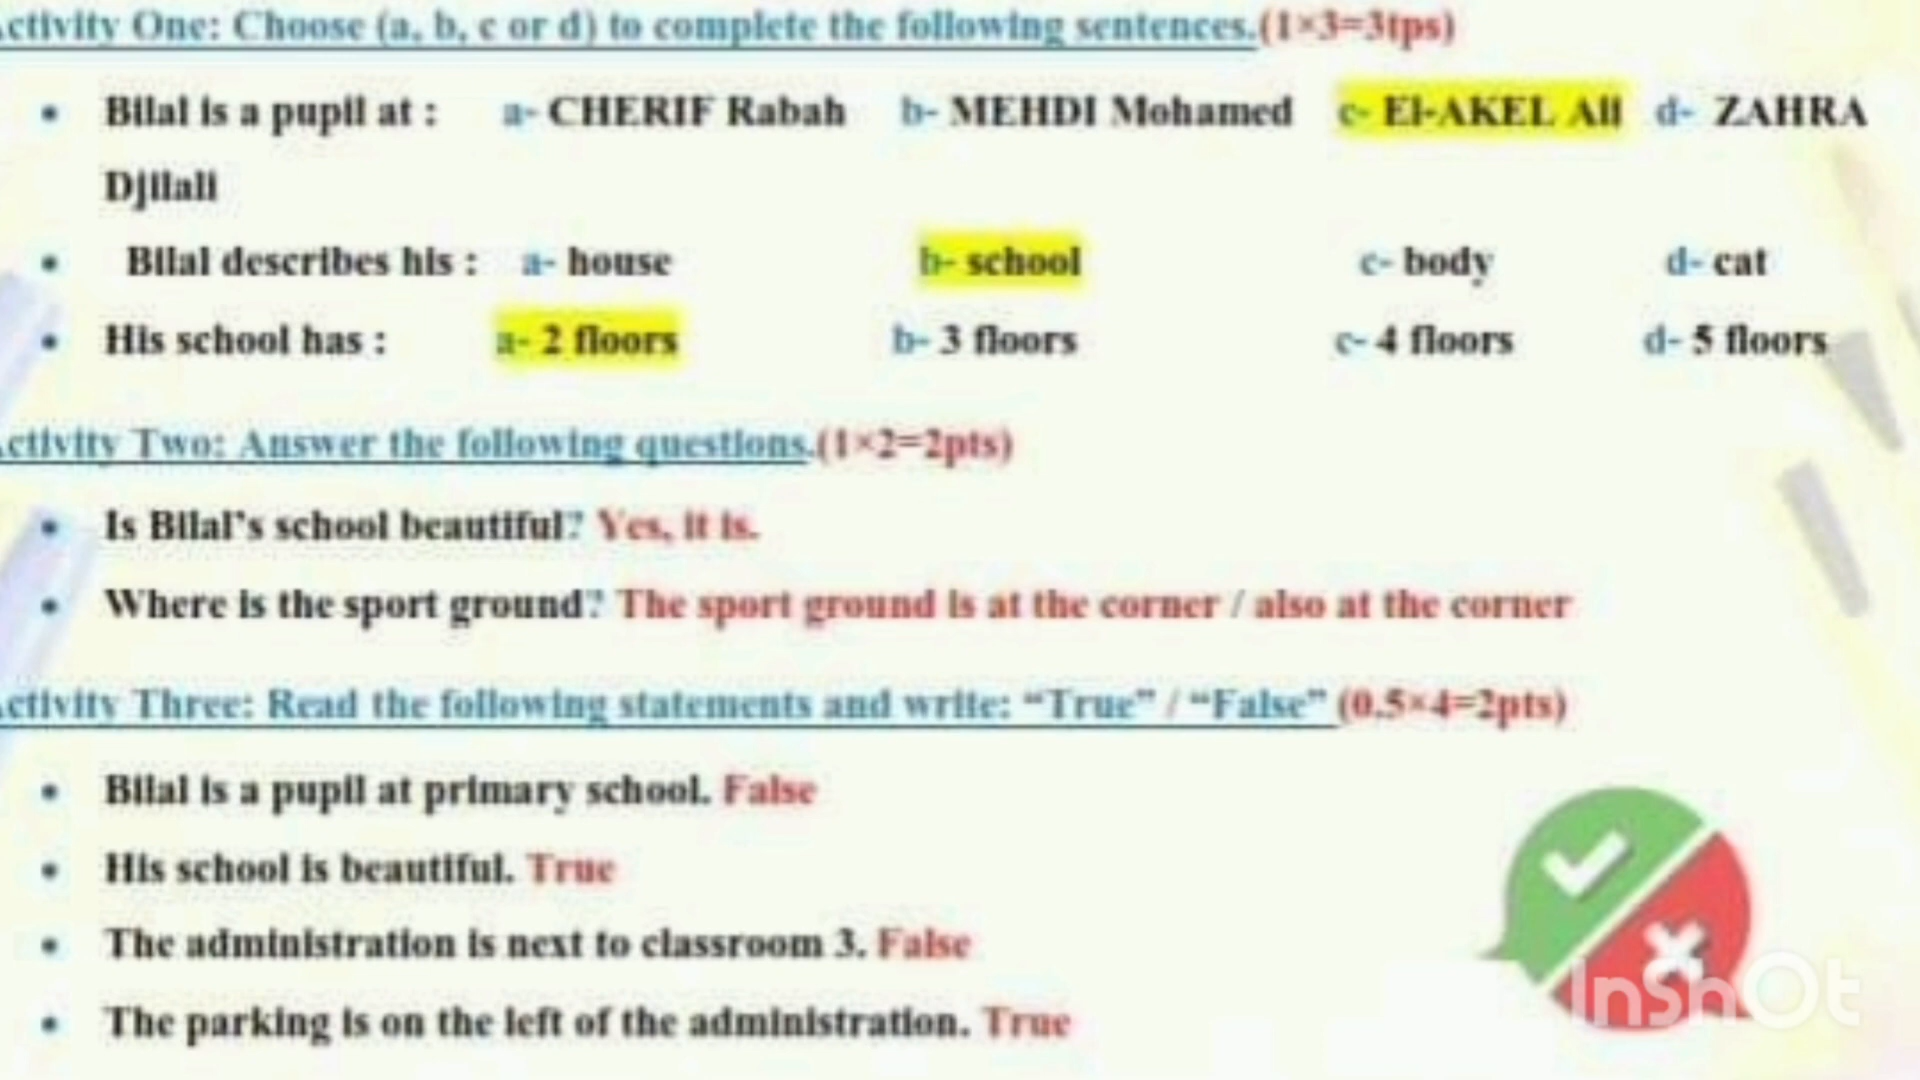 ctivity One: Choose (a, b, c or d) to complete the following sentences.(1×3=3tps)
• Bilal is a pupil at : a- CHERIF Rabah b- MEHDI Mohamed c- El-AKEL Ali d- ZAHRA
Djilali
• Bilal describes his : a- house b- school c- body d- cat
• His school has : a- 2 floors b- 3 floors c- 4 floors d- 5 floors
ctivity Two: Answer the following questions.(1×2=2pts)
• Is Bilal's school beautiful? Yes, it is.
• Where is the sport ground? The sport ground is at the corner / also at the corner
ctivity Three: Read the following statements and write: “True” / “False” (0.5×4=2pts)
• Bilal is a pupil at primary school. False
• His school is beautiful. True
• The administration is next to classroom 3. False
• The parking is on the left of the administration. True
InShOt